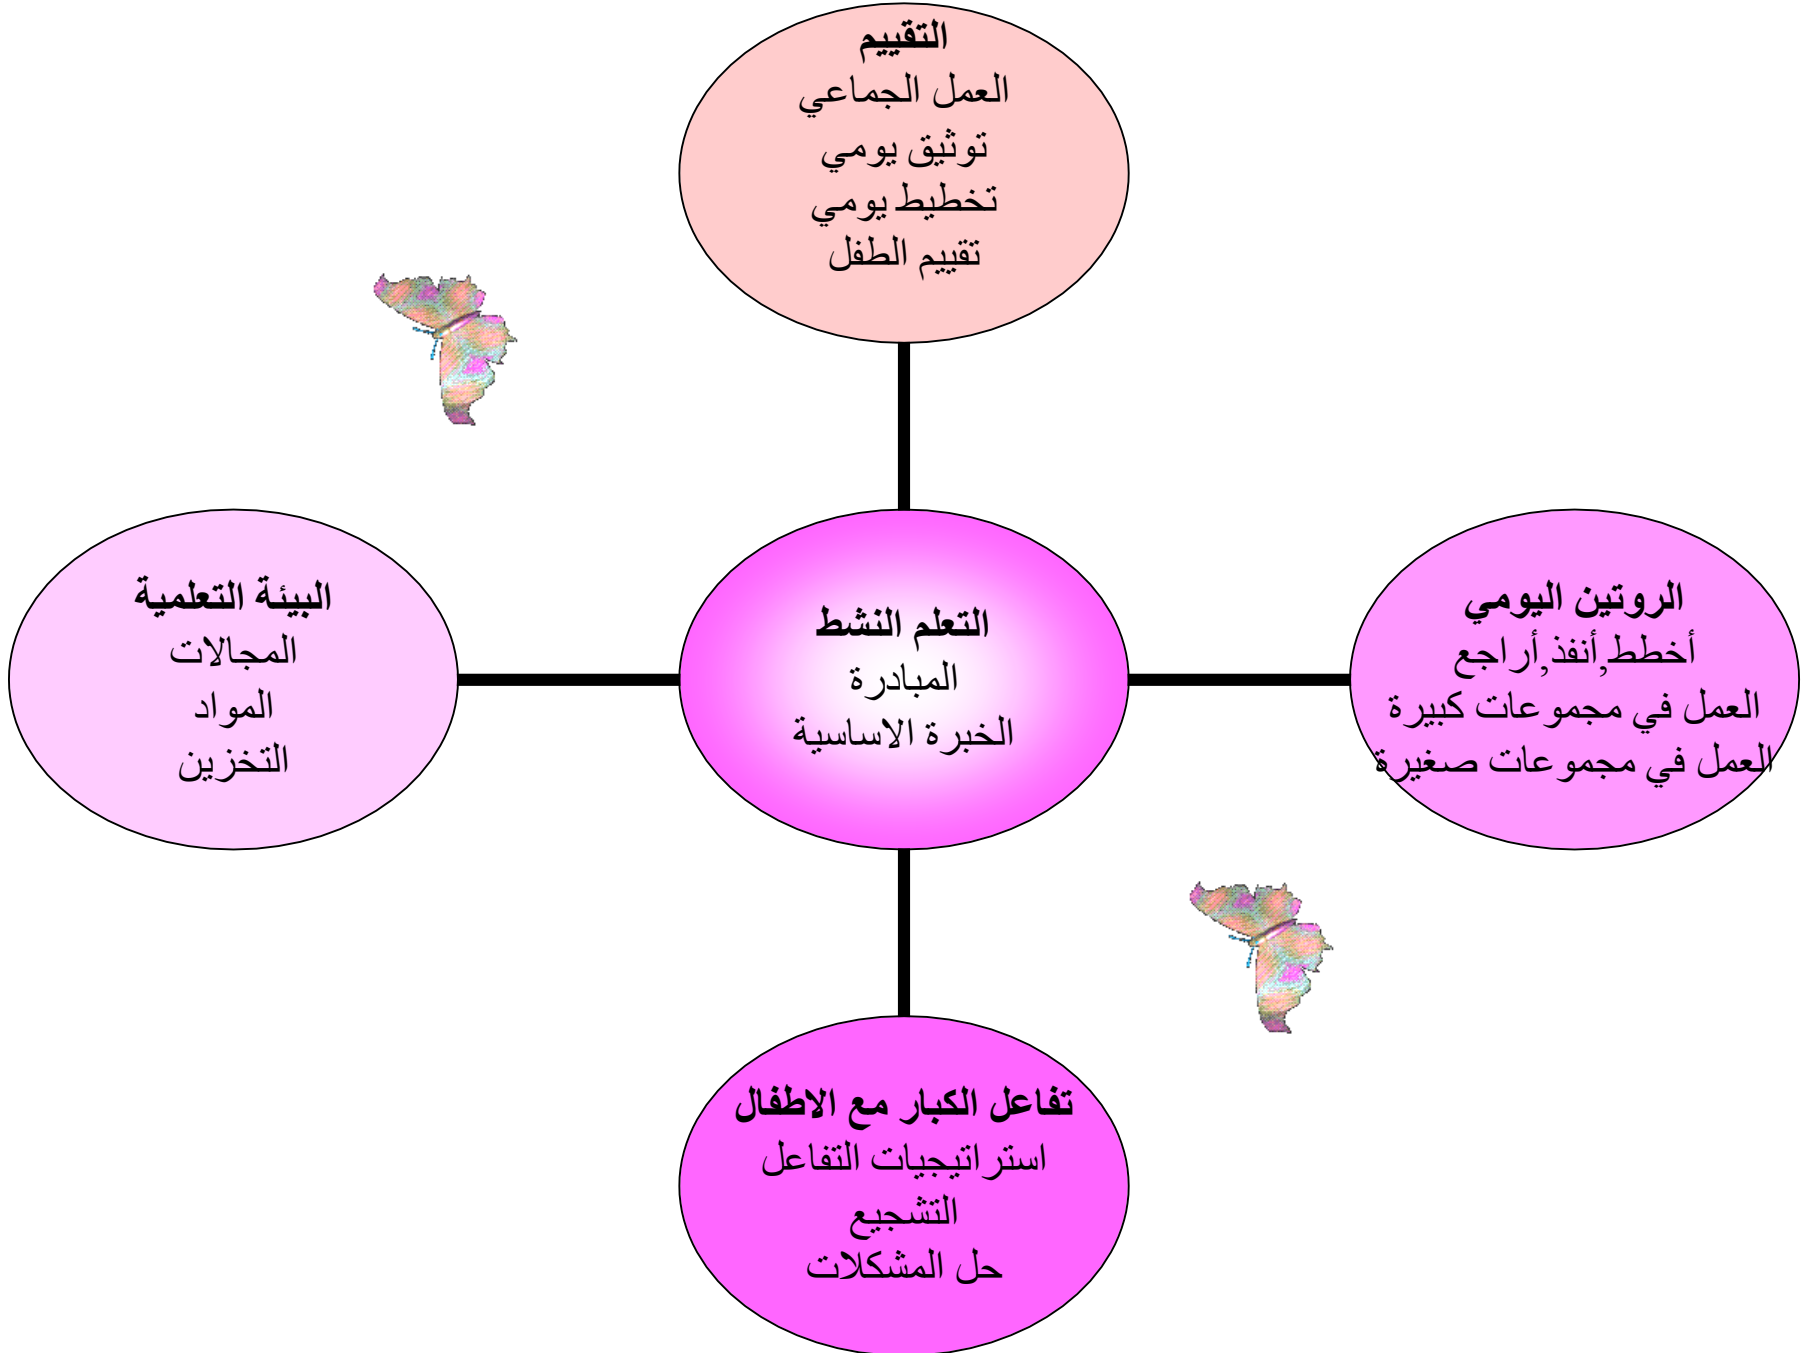 التقييم
العمل الجماعي
توثيق يومي
تخطيط يومي
تقييم الطفل
الروتين اليومي
أخطط,أنفذ,أراجع
العمل في مجموعات كبيرة
العمل في مجموعات صغيرة
التعلم النشط
المبادرة
الخبرة الاساسية
البيئة التعلمية
المجالات
المواد
التخزين
تفاعل الكبار مع الاطفال
استراتيجيات التفاعل
التشجيع
حل المشكلات